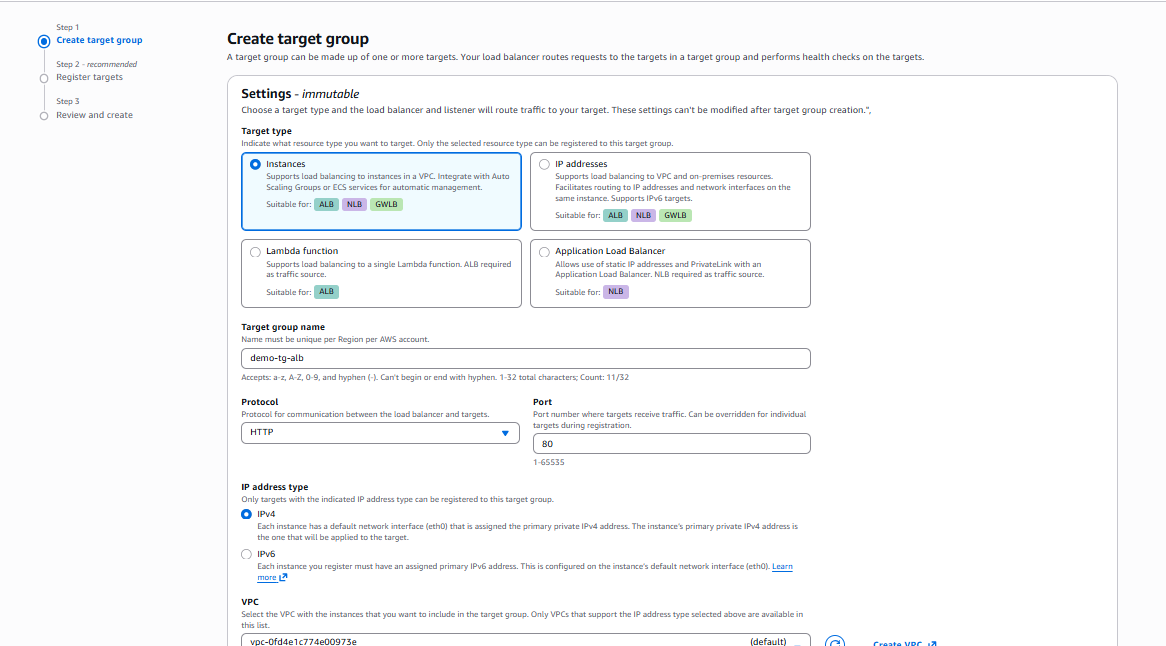 Step 1
Create target group
Step 2 - recommended
Register targets
Step 3
Review and create
Create target group
A target group can be made up of one or more targets. Your load balancer routes requests to the targets in a target group and performs health checks on the targets.
Settings - immutable
Choose a target type and the load balancer and listener will route traffic to your target. These settings can't be modified after target group creation.",
Target type
Indicate what resource type you want to target. Only the selected resource type can be registered to this target group.
Instances
Supports load balancing to instances in a VPC. Integrate with Auto
Scaling Groups or ECS services for automatic management.
Suitable for: ALB NLB GWLB
IP addresses
Supports load balancing to VPC and on-premises resources.
Facilitates routing to IP addresses and network interfaces on the
same instance. Supports IPv6 targets.
Suitable for: ALB NLB GWLB
Lambda function
Supports load balancing to a single Lambda function. ALB required
as traffic source.
Suitable for: ALB
Application Load Balancer
Allows use of static IP addresses and PrivateLink with an
Application Load Balancer. NLB required as traffic source.
Suitable for: NLB
Target group name
Name must be unique per Region per AWS account.
demo-tg-alb
Accepts: a-z, A-Z, 0-9, and hyphen (-). Can't begin or end with hyphen. 1-32 total characters; Count: 11/32
Protocol
Protocol for communication between the load balancer and targets.
HTTP
Port
Port number where targets receive traffic. Can be overridden for individual
targets during registration.
80
1-65535
IP address type
Only targets with the indicated IP address type can be registered to this target group.
IPv4
Each instance has a default network interface (eth0) that is assigned the primary private IPv4 address. The instance's primary private IPv4 address is
the one that will be applied to the target.
IPv6
Each instance you register must have an assigned primary IPv6 address. This is configured on the instance's default network interface (eth0). Learn
more
VPC
Select the VPC with the instances that you want to include in the target group. Only VPCs that support the IP address type selected above are available in
this list.
vpc-0fd4e1c774e00973e (default)
Create VPC